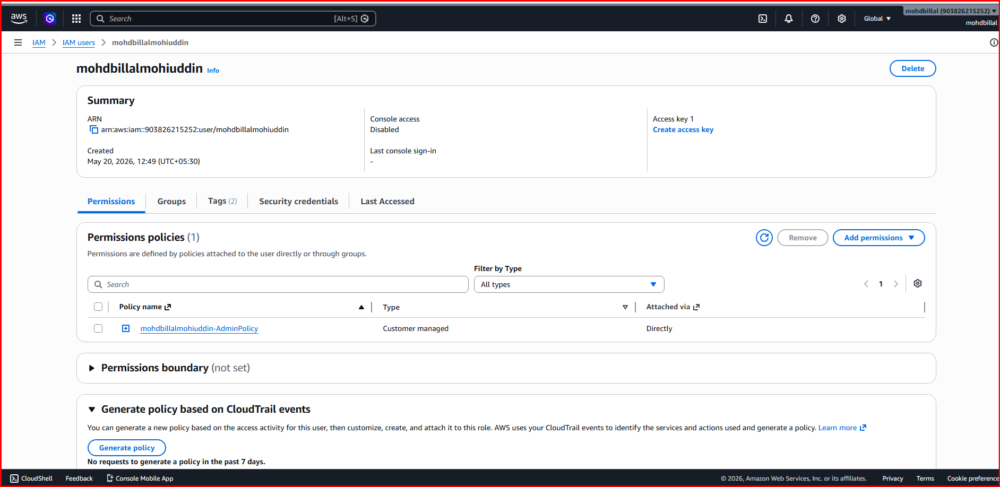 aws
Search [Alt+S]
Global
mohdbillal (903826215252)
mohdbillal
IAM IAM users mohdbillalmohiuddin
mohdbillalmohiuddin Info
Delete
Summary
ARN
arn:aws:iam::903826215252:user/mohdbillalmohiuddin
Created
May 20, 2026, 12:49 (UTC+05:30)
Console access
Disabled
Last console sign-in
-
Access key 1
Create access key
Permissions Groups Tags (2) Security credentials Last Accessed
Permissions policies (1)
Remove Add permissions
Permissions are defined by policies attached to the user directly or through groups.
Filter by Type
Search All types 1
Policy name Type Attached via
mohdbillalmohiuddin-AdminPolicy Customer managed Directly
Permissions boundary (not set)
Generate policy based on CloudTrail events
You can generate a new policy based on the access activity for this user, then customize, create, and attach it to this role. AWS uses your CloudTrail events to identify the services and actions used and generate a policy. Learn more
Generate policy
No requests to generate a policy in the past 7 days.
CloudShell Feedback Console Mobile App © 2026, Amazon Web Services, Inc. or its affiliates. Privacy Terms Cookie preference